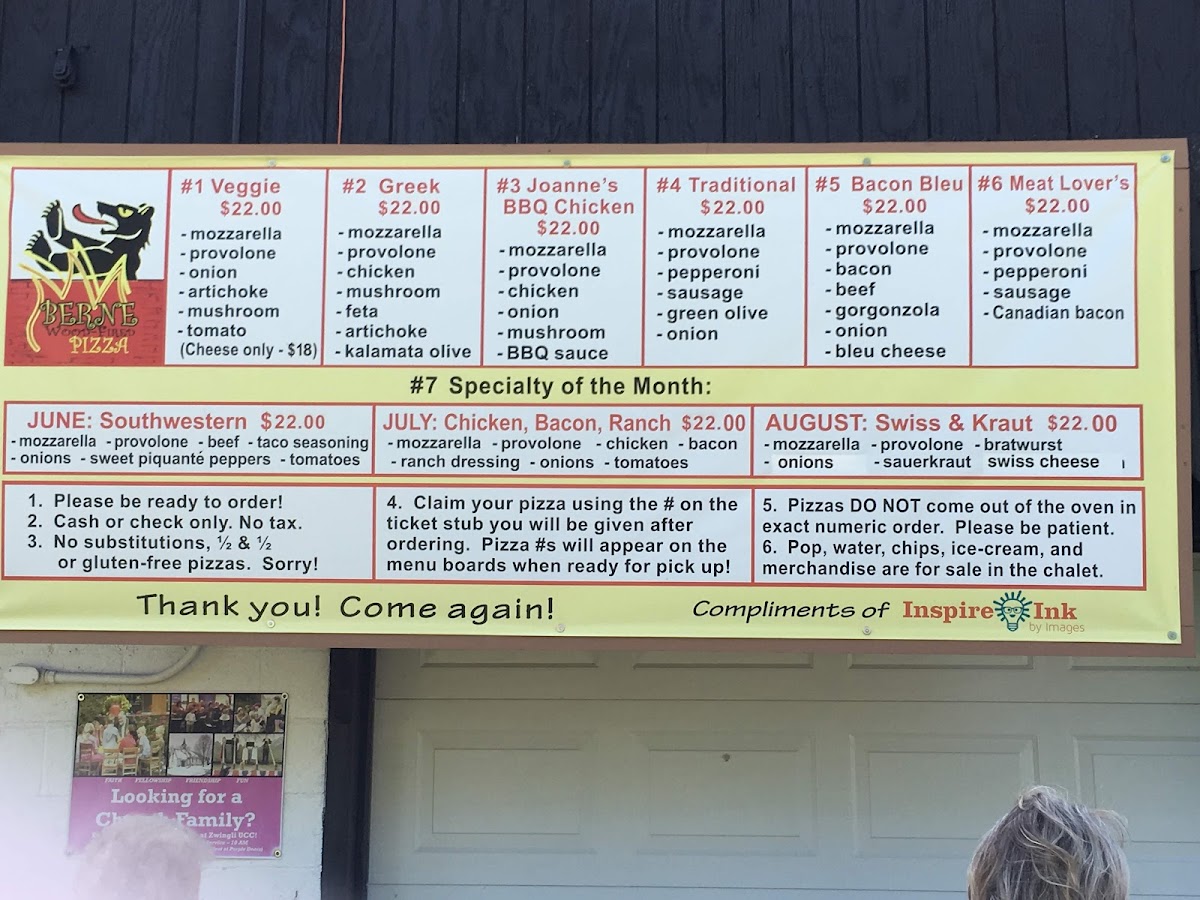 BERNE
WOOD-FIRED
PIZZA
#1 Veggie
$22.00
- mozzarella
- provolone
- onion
- artichoke
- mushroom
- tomato
(Cheese only - $18)
#2 Greek
$22.00
- mozzarella
- provolone
- chicken
- mushroom
- feta
- artichoke
- kalamata olive
#3 Joanne's
BBQ Chicken
$22.00
- mozzarella
- provolone
- chicken
- onion
- mushroom
- BBQ sauce
#4 Traditional
$22.00
- mozzarella
- provolone
- pepperoni
- sausage
- green olive
- onion
#5 Bacon Bleu
$22.00
- mozzarella
- provolone
- bacon
- beef
- gorgonzola
- onion
- bleu cheese
#6 Meat Lover's
$22.00
- mozzarella
- provolone
- pepperoni
- sausage
- Canadian bacon
#7 Specialty of the Month:
JUNE: Southwestern $22.00
- mozzarella - provolone - beef - taco seasoning
- onions - sweet piquanté peppers - tomatoes
JULY: Chicken, Bacon, Ranch $22.00
- mozzarella - provolone - chicken - bacon
- ranch dressing - onions - tomatoes
AUGUST: Swiss & Kraut $22.00
- mozzarella - provolone - bratwurst
- onions - sauerkraut swiss cheese
1. Please be ready to order!
2. Cash or check only. No tax.
3. No substitutions, ½ & ½
or gluten-free pizzas. Sorry!
4. Claim your pizza using the # on the
ticket stub you will be given after
ordering. Pizza #s will appear on the
menu boards when ready for pick up!
5. Pizzas DO NOT come out of the oven in
exact numeric order. Please be patient.
6. Pop, water, chips, ice-cream, and
merchandise are for sale in the chalet.
Thank you! Come again!
Compliments of Inspire Ink
by Images
FAITH FELLOWSHIP FRIENDSHIP FUN
Looking for a
Church Family?
at Zwingli UCC!
- 10 AM